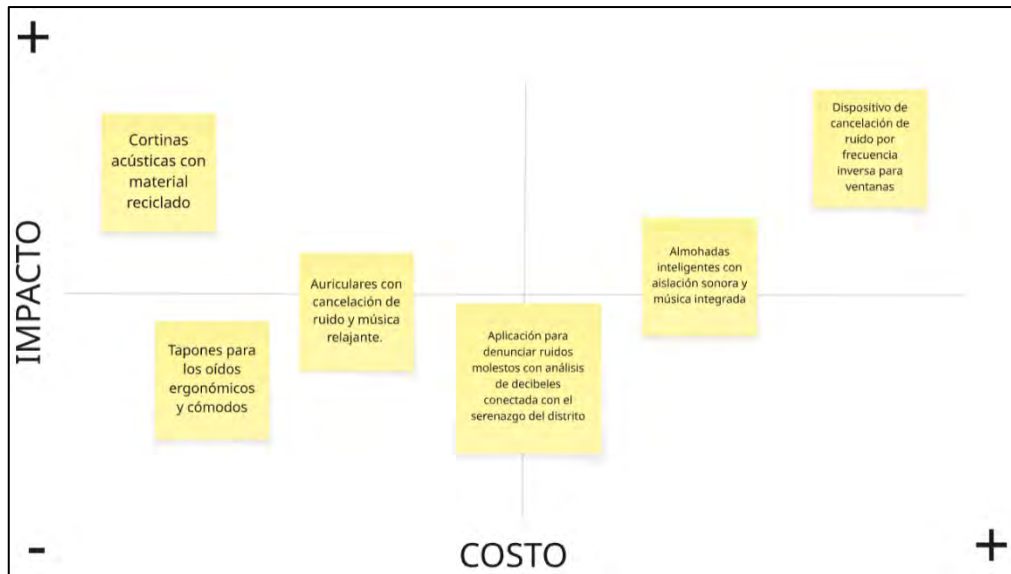 +
Cortinas
acústicas con
material
reciclado
Dispositivo de
cancelación de
ruido por
frecuencia
inversa para
ventanas
IMPACTO
Auriculares con
cancelación de
ruido y música
relajante.
Almohadas
inteligentes con
aislación sonora y
música integrada
Tapones para
los oídos
ergonómicos
y cómodos
Aplicación para
denunciar ruidos
molestos con análisis
de decibeles
conectada con el
serenazgo del distrito
-
COSTO
+